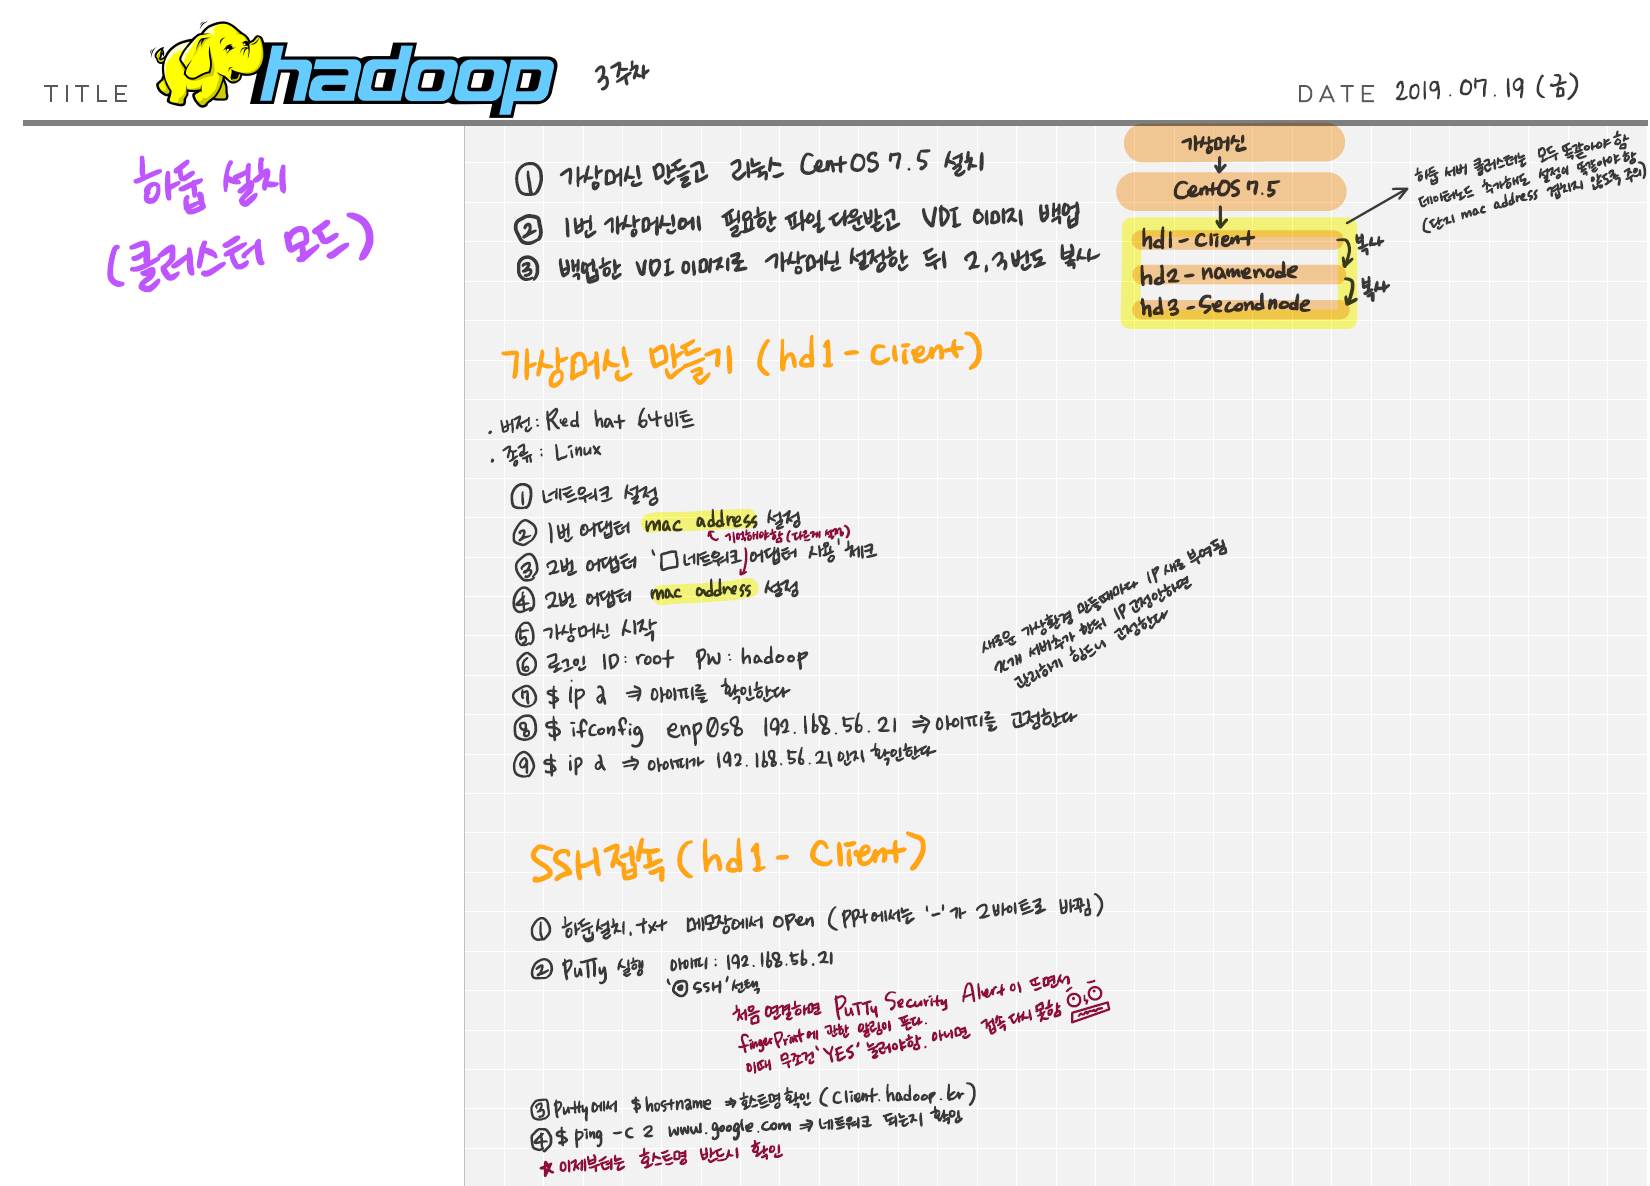 TITLE
hadoop
3주차
DATE 2019.07.19 (금)
하둡 설치
(클러스터 모드)
① 가상머신 만들고 리눅스 CentOS 7.5 설치
② 1번 가상머신에 필요한 파일 다운받고 VDI 이미지 백업
③ 백업한 VDI 이미지로 가상머신 설정한 뒤 2,3번도 복사
가상머신
CentOS 7.5
hd1-client
hd2-namenode
hd3-Secondnode
복사
복사
하둡 서버 클러스터는 모두 똑같아야 함
데이터노드 추가해도 설정이 똑같아야 함
(단지 mac address 겹치지 않도록 주의)
가상머신 만들기 (hd1-client)
. 버전: Red hat 64비트
. 종류: Linux
① 네트워크 설정
② 1번 어댑터 mac address 설정
기억해야함 (다르게 설정)
③ 2번 어댑터 '□네트워크 어댑터 사용' 체크
④ 2번 어댑터 mac address 설정
⑤ 가상머신 시작
⑥ 로그인 ID: root PW: hadoop
⑦ $ ip a ⇒ 아이피를 확인한다
⑧ $ ifconfig enp0s8 192.168.56.21 ⇒ 아이피를 고정한다
⑨ $ ip a ⇒ 아이피가 192.168.56.21인지 확인한다
새로운 가상환경 만들때마다 IP 새로 부여됨
서버추가 한뒤 IP 고정안하면
관리하기 힘드니 고정한다
SSH접속(hd1- Client)
① 하둡설치.txt 메모장에서 open (PPt에서는 '-'가 2바이트로 바뀜)
② PuTTy 실행 아이피: 192.168.56.21
'◉ SSH' 선택
처음 연결하면 PuTTy Security Alert이 뜨면서
fingerPrint에 관한 알림이 뜬다.
이때 무조건 'YES' 눌러야함. 아니면 접속 다시 못함
③ Putty에서 $ hostname ⇒ 호스트명 확인 (Client.hadoop.kr)
④ $ ping -c 2 www.google.com ⇒ 네트워크 되는지 확인
★ 이제부터는 호스트명 반드시 확인